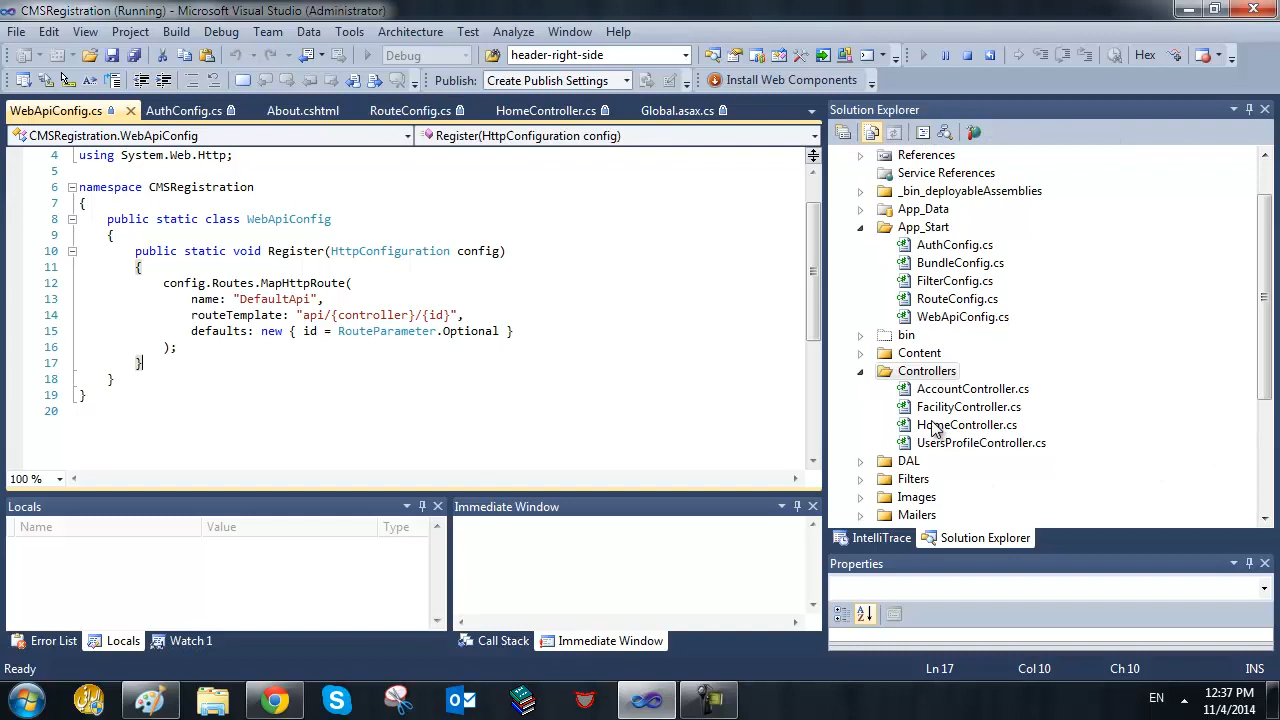 CMSRegistration (Running) - Microsoft Visual Studio (Administrator)
File Edit View Project Build Debug Team Data Tools Architecture Test Analyze Window Help
Debug header-right-side Hex
Publish: Create Publish Settings Install Web Components
WebApiConfig.cs AuthConfig.cs About.cshtml RouteConfig.cs HomeController.cs Global.asax.cs
CMSRegistration.WebApiConfig Register(HttpConfiguration config)
4 using System.Web.Http;
5
6 namespace CMSRegistration
7 {
8 public static class WebApiConfig
9 {
10 public static void Register(HttpConfiguration config)
11 {
12 config.Routes.MapHttpRoute(
13 name: "DefaultApi",
14 routeTemplate: "api/{controller}/{id}",
15 defaults: new { id = RouteParameter.Optional }
16 );
17 }
18 }
19 }
20
100 %
Solution Explorer
References
Service References
_bin_deployableAssemblies
App_Data
App_Start
AuthConfig.cs
BundleConfig.cs
FilterConfig.cs
RouteConfig.cs
WebApiConfig.cs
bin
Content
Controllers
AccountController.cs
FacilityController.cs
HomeController.cs
UsersProfileController.cs
DAL
Filters
Images
Mailers
IntelliTrace Solution Explorer
Properties
Locals
Name Value Type
Immediate Window
Error List Locals Watch 1
Call Stack Immediate Window
Ready Ln 17 Col 10 Ch 10 INS
EN 12:37 PM
11/4/2014